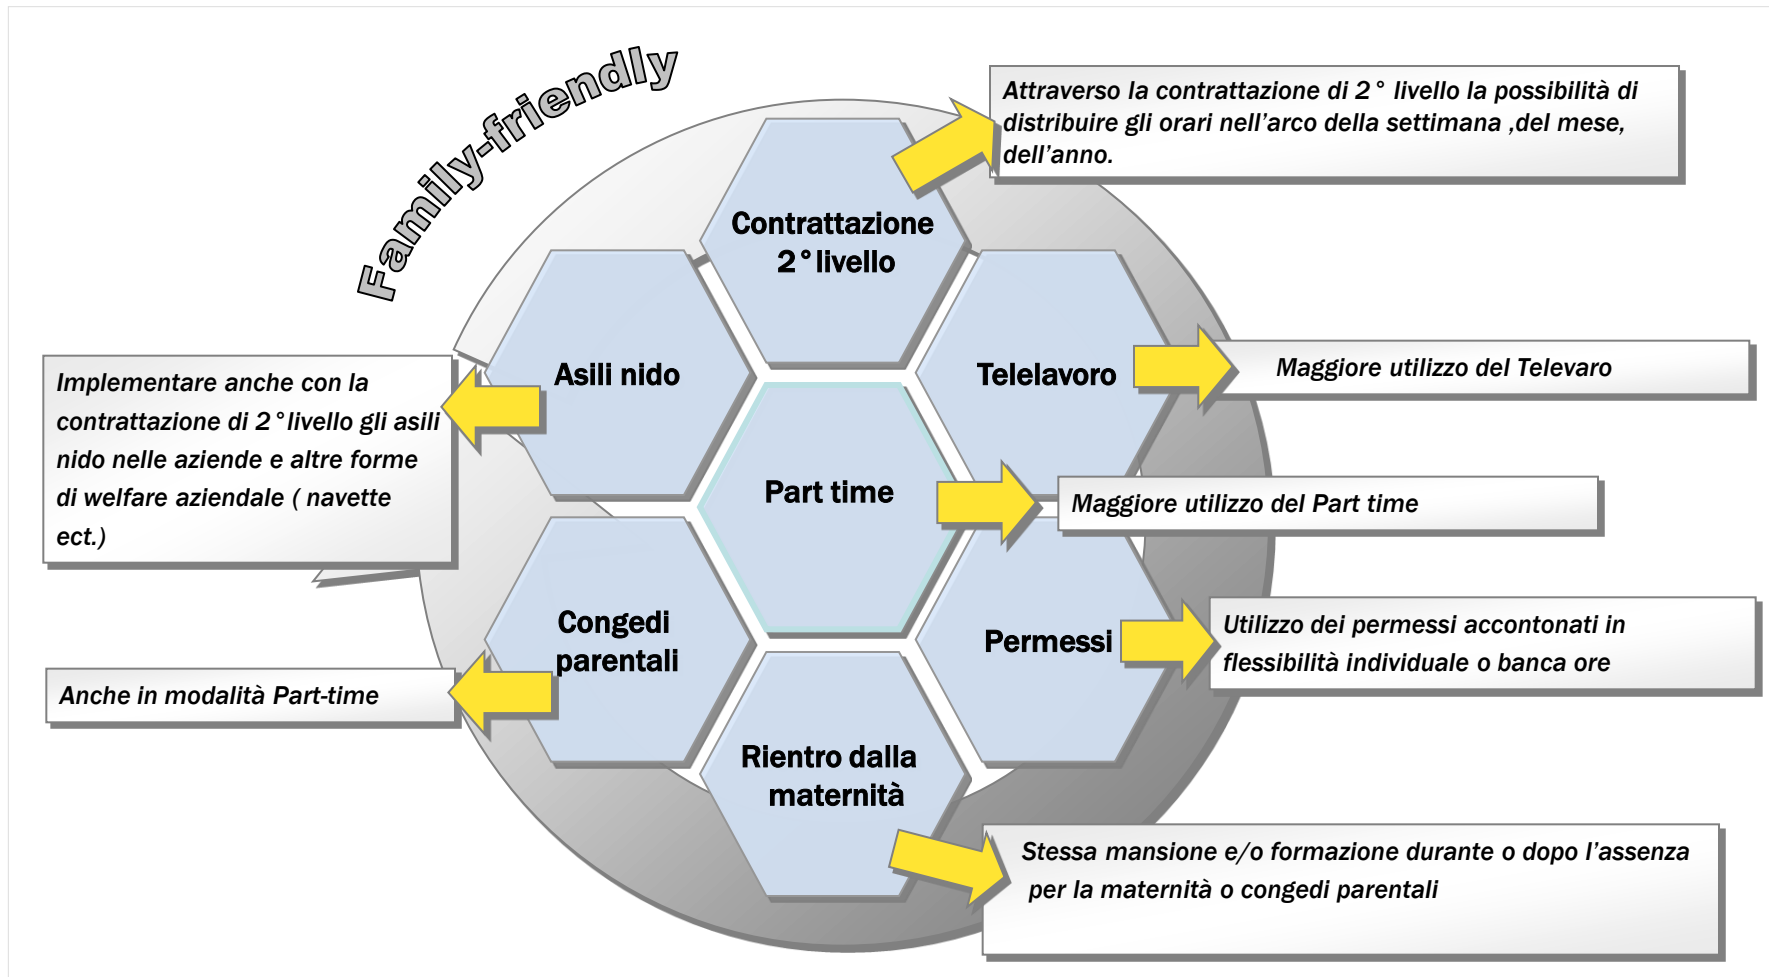 Family-friendly
Attraverso la contrattazione di 2° livello la possibilità di
distribuire gli orari nell'arco della settimana ,del mese,
dell'anno.
Contrattazione
2°livello
Asili nido
Implementare anche con la
contrattazione di 2°livello gli asili
nido nelle aziende e altre forme
di welfare aziendale ( navette
ect.)
Telelavoro
Maggiore utilizzo del Televaro
Part time
Maggiore utilizzo del Part time
Congedi
parentali
Anche in modalità Part-time
Permessi
Utilizzo dei permessi accontonati in
flessibilità individuale o banca ore
Rientro dalla
maternità
Stessa mansione e/o formazione durante o dopo l'assenza
per la maternità o congedi parentali